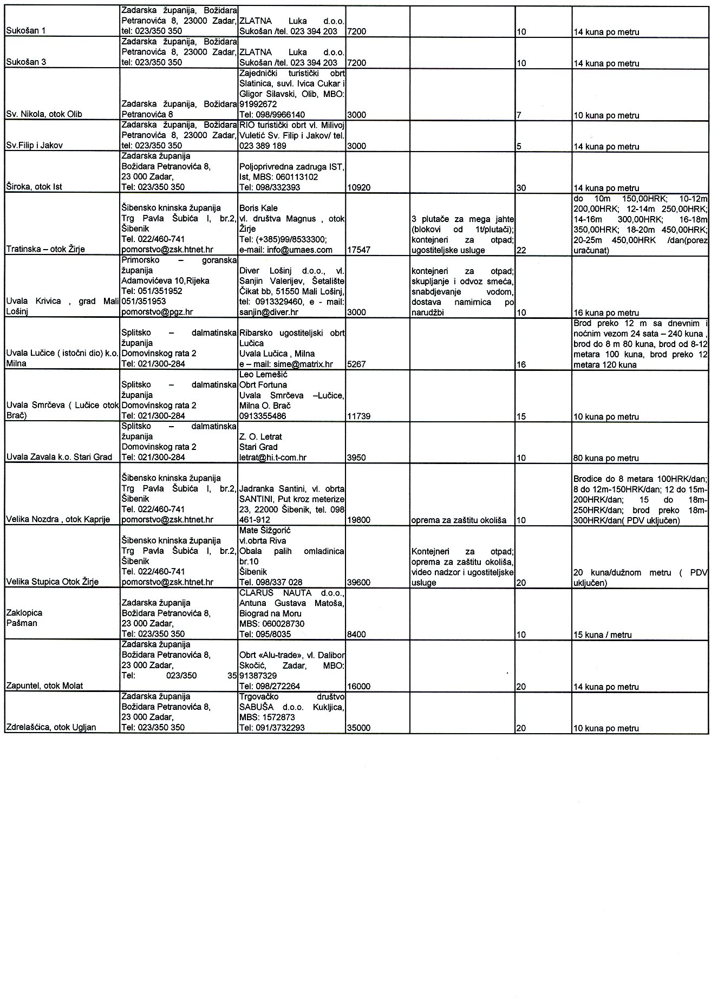 Sukošan 1
Zadarska županija, Božidara
Petranovića 8, 23000 Zadar,
tel: 023/350 350
ZLATNA Luka d.o.o.
Sukošan /tel. 023 394 203
7200
10
14 kuna po metru
Sukošan 3
Zadarska županija, Božidara
Petranovića 8, 23000 Zadar,
tel: 023/350 350
ZLATNA Luka d.o.o.
Sukošan /tel. 023 394 203
7200
10
14 kuna po metru
Sv. Nikola, otok Olib
Zadarska županija, Božidara
Petranovića 8
Zajednički turistički obrt
Slatinica, suvl. Ivica Cukar i
Gligor Silavski, Olib, MBO:
91992672
Tel: 098/9966140
3000
7
10 kuna po metru
Sv.Filip i Jakov
Zadarska županija, Božidara
Petranovića 8, 23000 Zadar,
tel: 023/350 350
RIO turistički obrt vl. Milivoj
Vuletić Sv. Filip i Jakov/ tel.
023 389 189
3000
5
14 kuna po metru
Široka, otok Ist
Zadarska županija
Božidara Petranovića 8,
23 000 Zadar,
Tel: 023/350 350
Poljoprivredna zadruga IST,
Ist, MBS: 060113102
Tel: 098/332393
10920
30
14 kuna po metru
Tratinska – otok Žirje
Šibensko kninska županija
Trg Pavla Šubića I, br.2,
Šibenik
Tel. 022/460-741
pomorstvo@zsk.htnet.hr
Boris Kale
vl. društva Magnus , otok
Žirje
Tel: (+385)99/8533300;
e-mail: info@umaes.com
17547
3 plutače za mega jahte
(blokovi od 1t/plutači);
kontejneri za otpad;
ugostiteljske usluge
22
do 10m 150,00HRK; 10-12m
200,00HRK; 12-14m 250,00HRK;
14-16m 300,00HRK; 16-18m
350,00HRK; 18-20m 450,00HRK;
20-25m 450,00HRK /dan(porez
uračunat)
Uvala Krivica , grad Mali
Lošinj
Primorsko – goranska
županija
Adamovićeva 10,Rijeka
Tel: 051/351952
051/351953
pomorstvo@pgz.hr
Diver Lošinj d.o.o., vl.
Sanjin Valerijev, Šetalište
Čikat bb, 51550 Mali Lošinj,
tel: 0913329460, e - mail:
sanjin@diver.hr
3000
kontejneri za otpad;
skupljanje i odvoz smeća,
snabdjevanje vodom,
dostava namimica po
narudžbi
10
16 kuna po metru
Uvala Lučice ( istočni dio) k.o.
Milna
Splitsko – dalmatinska
županija
Domovinskog rata 2
Tel: 021/300-284
Ribarsko ugostiteljski obrt
Lučica
Uvala Lučica , Milna
e – mail: sime@matrix.hr
5267
16
Brod preko 12 m sa dnevnim i
noćnim vezom 24 sata – 240 kuna ,
brod do 8 m 80 kuna, brod od 8-12
metara 100 kuna, brod preko 12
metara 120 kuna
Uvala Smrčeva ( Lučice otok
Brač)
Splitsko – dalmatinska
županija
Domovinskog rata 2
Tel: 021/300-284
Leo Lemešić
Obrt Fortuna
Uvala Smrčeva –Lučice,
Milna O. Brač
0913355486
11739
15
10 kuna po metru
Uvala Zavala k.o. Stari Grad
Splitsko – dalmatinska
županija
Domovinskog rata 2
Tel: 021/300-284
Z. O. Letrat
Stari Grad
letrat@hi.t-com.hr
3950
10
80 kuna po metru
Velika Nozdra , otok Kaprije
Šibensko kninska županija
Trg Pavla Šubića I, br.2,
Šibenik
Tel. 022/460-741
pomorstvo@zsk.htnet.hr
Jadranka Santini, vl. obrta
SANTINI, Put kroz meterize
23, 22000 Šibenik, tel. 098
461-912
19800
oprema za zaštitu okoliša
10
Brodice do 8 metara 100HRK/dan;
8 do 12m-150HRK/dan; 12 do 15m-
200HRK/dan; 15 do 18m-
250HRK/dan; brod preko 18m-
300HRK/dan( PDV uključen)
Velika Stupica Otok Žirje
Šibensko kninska županija
Trg Pavla Šubića I, br.2,
Šibenik
Tel. 022/460-741
pomorstvo@zsk.htnet.hr
Mate Šižgorić
vl.obrta Riva
Obala palih omladinica
br.10
Šibenik
Tel. 098/337 028
39600
Kontejneri za otpad;
oprema za zaštitu okoliša,
video nadzor i ugostiteljske
usluge
20
20 kuna/dužnom metru ( PDV
uključen)
Zaklopica
Pašman
Zadarska županija
Božidara Petranovića 8,
23 000 Zadar,
Tel: 023/350 350
CLARUS NAUTA d.o.o.,
Antuna Gustava Matoša,
Biograd na Moru
MBS: 060028730
Tel: 095/8035
8400
10
15 kuna / metru
Zapuntel, otok Molat
Zadarska županija
Božidara Petranovića 8,
23 000 Zadar,
Tel: 023/350 35
Obrt «Alu-trade», vl. Dalibor
Skočić, Zadar, MBO:
91387329
Tel: 098/272264
16000
20
14 kuna po metru
Zdrelašćica, otok Ugljan
Zadarska županija
Božidara Petranovića 8,
23 000 Zadar,
Tel: 023/350 350
Trgovačko društvo
SABUŠA d.o.o. Kukljica,
MBS: 1572873
Tel: 091/3732293
35000
20
10 kuna po metru